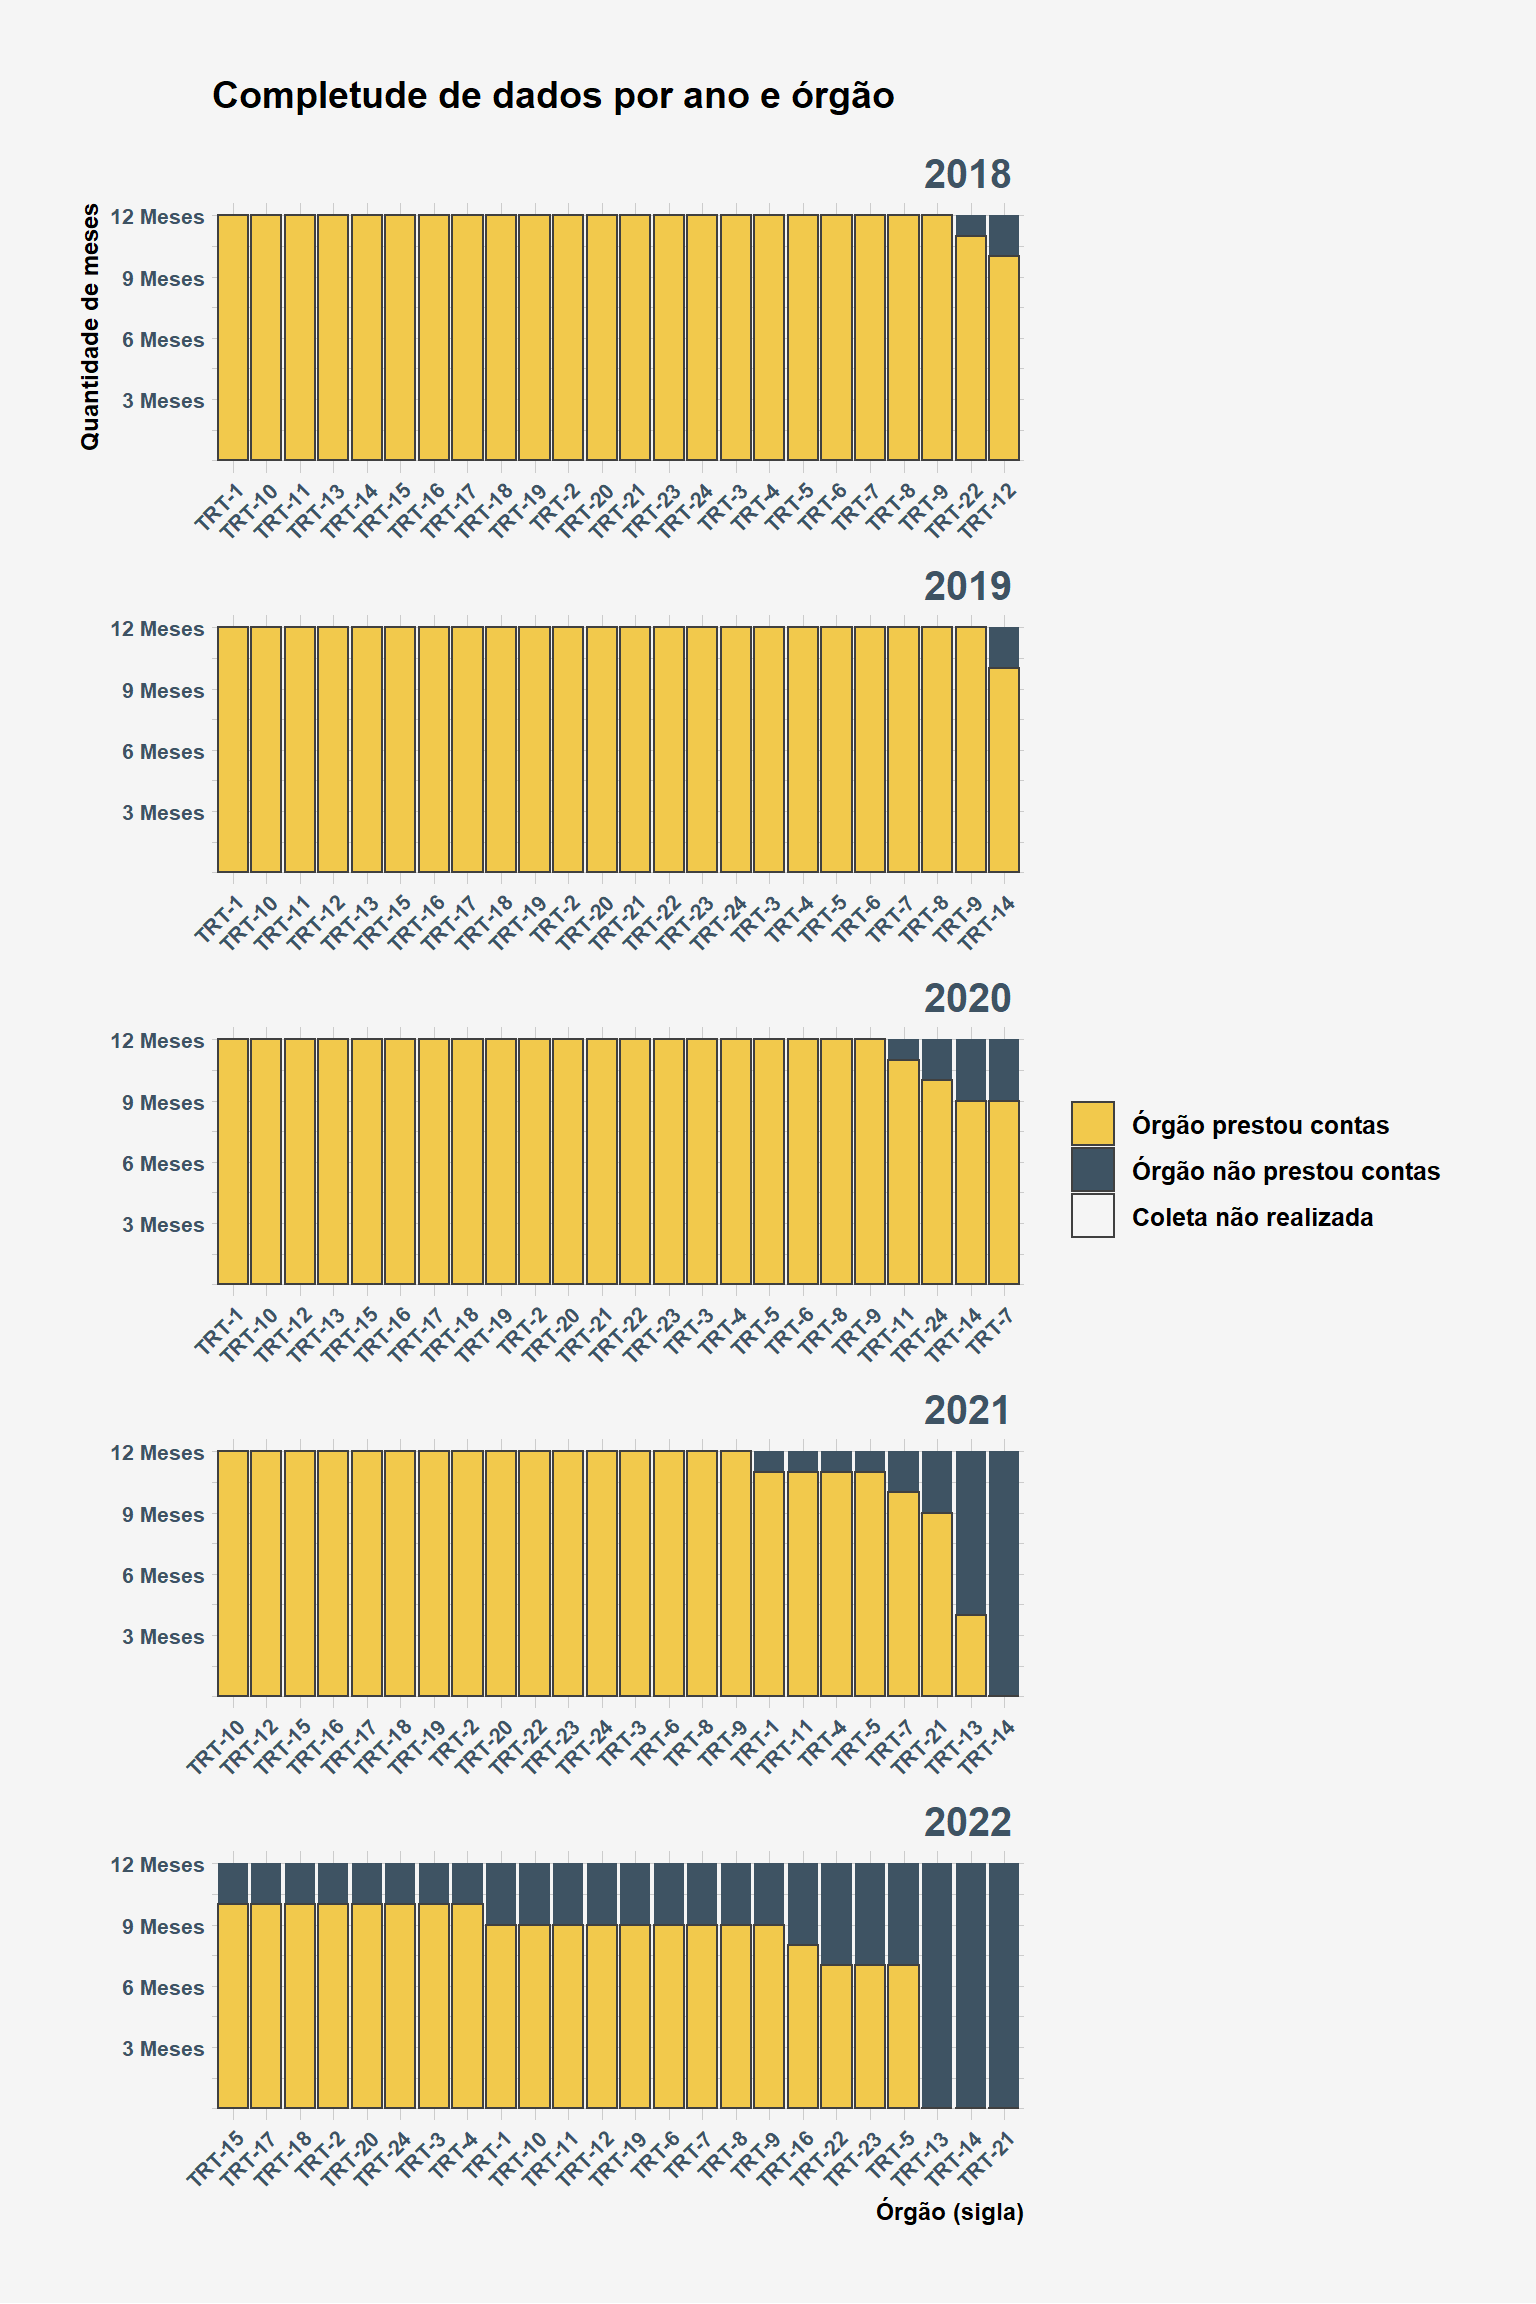 Completude de dados por ano e órgão
2018
Quantidade de meses
12 Meses
9 Meses
6 Meses
3 Meses
TRT-1 TRT-10 TRT-11 TRT-13 TRT-14 TRT-15 TRT-16 TRT-17 TRT-18 TRT-19 TRT-2 TRT-20 TRT-21 TRT-23 TRT-24 TRT-3 TRT-4 TRT-5 TRT-6 TRT-7 TRT-8 TRT-9 TRT-22 TRT-12
2019
12 Meses
9 Meses
6 Meses
3 Meses
TRT-1 TRT-10 TRT-11 TRT-12 TRT-13 TRT-15 TRT-16 TRT-17 TRT-18 TRT-19 TRT-2 TRT-20 TRT-21 TRT-22 TRT-23 TRT-24 TRT-3 TRT-4 TRT-5 TRT-6 TRT-7 TRT-8 TRT-9 TRT-14
2020
12 Meses
9 Meses
6 Meses
3 Meses
TRT-1 TRT-10 TRT-12 TRT-13 TRT-15 TRT-16 TRT-17 TRT-18 TRT-19 TRT-2 TRT-20 TRT-21 TRT-22 TRT-23 TRT-3 TRT-4 TRT-5 TRT-6 TRT-8 TRT-9 TRT-11 TRT-24 TRT-14 TRT-7
Órgão prestou contas
Órgão não prestou contas
Coleta não realizada
2021
12 Meses
9 Meses
6 Meses
3 Meses
TRT-10 TRT-12 TRT-15 TRT-16 TRT-17 TRT-18 TRT-19 TRT-2 TRT-20 TRT-22 TRT-23 TRT-24 TRT-3 TRT-6 TRT-8 TRT-9 TRT-1 TRT-11 TRT-4 TRT-5 TRT-7 TRT-21 TRT-13 TRT-14
2022
12 Meses
9 Meses
6 Meses
3 Meses
TRT-15 TRT-17 TRT-18 TRT-2 TRT-20 TRT-24 TRT-3 TRT-4 TRT-1 TRT-10 TRT-11 TRT-12 TRT-19 TRT-6 TRT-7 TRT-8 TRT-9 TRT-16 TRT-22 TRT-23 TRT-5 TRT-13 TRT-14 TRT-21
Órgão (sigla)